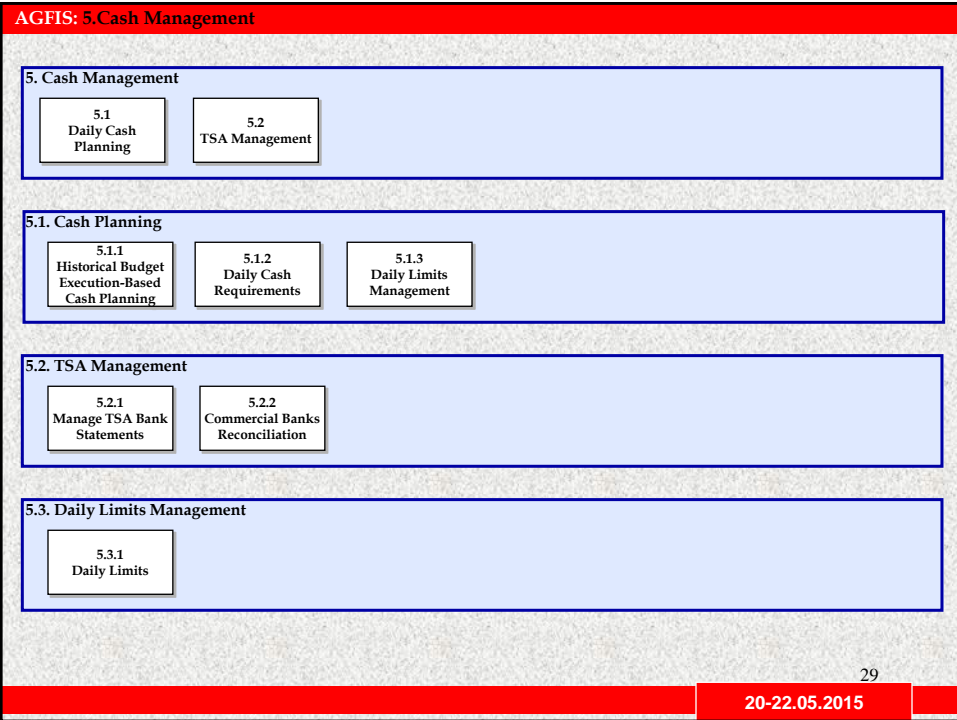 AGFIS: 5.Cash Management
5. Cash Management
5.1
Daily Cash
Planning
5.2
TSA Management
5.1. Cash Planning
5.1.1
Historical Budget
Execution-Based
Cash Planning
5.1.2
Daily Cash
Requirements
5.1.3
Daily Limits
Management
5.2. TSA Management
5.2.1
Manage TSA Bank
Statements
5.2.2
Commercial Banks
Reconciliation
5.3. Daily Limits Management
5.3.1
Daily Limits
29
20-22.05.2015